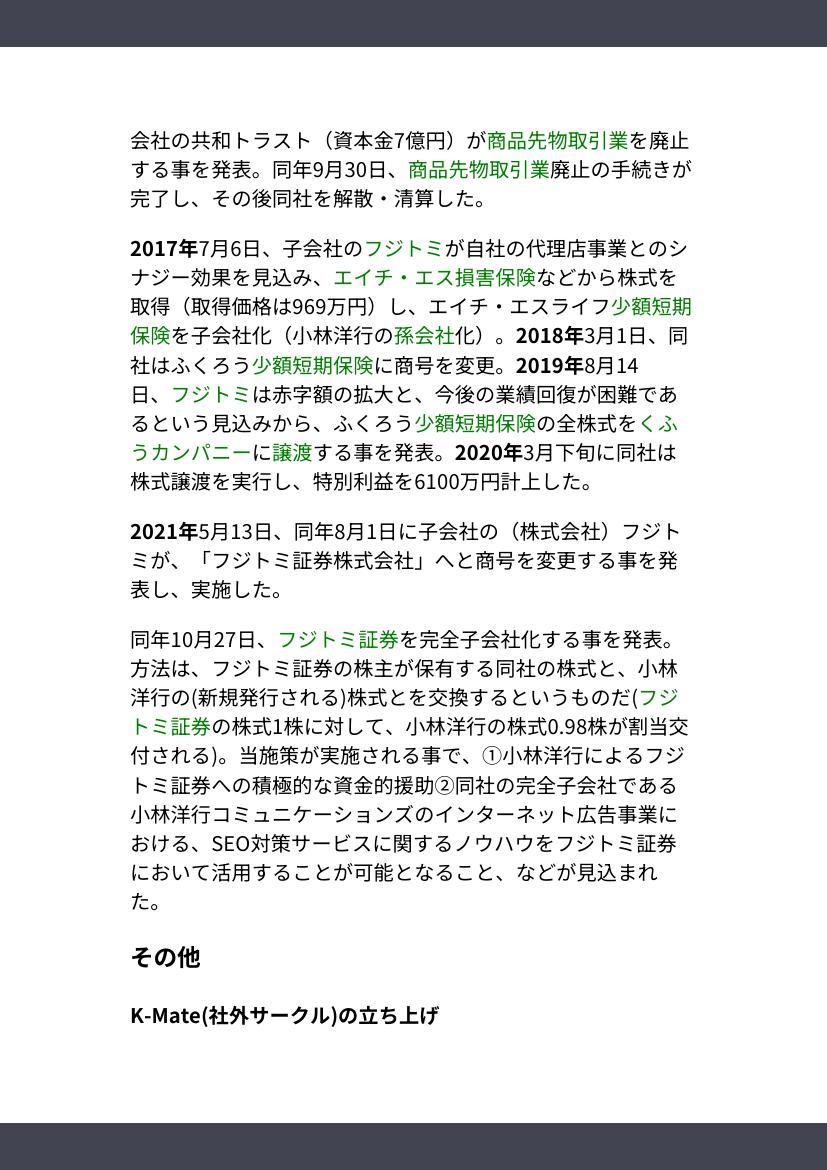 会社の共和トラスト（資本金7億円）が商品先物取引業を廃止
する事を発表。同年9月30日、商品先物取引業廃止の手続きが
完了し、その後同社を解散・清算した。
2017年7月6日、子会社のフジトミが自社の代理店事業とのシ
ナジー効果を見込み、エイチ・エス損害保険などから株式を
取得（取得価格は969万円）し、エイチ・エスライフ少額短期
保険を子会社化（小林洋行の孫会社化）。2018年3月1日、同
社はふくろう少額短期保険に商号を変更。2019年8月14
日、フジトミは赤字額の拡大と、今後の業績回復が困難であ
るという見込みから、ふくろう少額短期保険の全株式をくふ
うカンパニーに譲渡する事を発表。2020年3月下旬に同社は
株式譲渡を実行し、特別利益を6100万円計上した。
2021年5月13日、同年8月1日に子会社の（株式会社）フジト
ミが、「フジトミ証券株式会社」へと商号を変更する事を発
表し、実施した。
同年10月27日、フジトミ証券を完全子会社化する事を発表。
方法は、フジトミ証券の株主が保有する同社の株式と、小林
洋行の(新規発行される)株式とを交換するというものだ(フジ
トミ証券の株式1株に対して、小林洋行の株式0.98株が割当交
付される)。当施策が実施される事で、①小林洋行によるフジ
トミ証券への積極的な資金的援助②同社の完全子会社である
小林洋行コミュニケーションズのインターネット広告事業に
おける、SEO対策サービスに関するノウハウをフジトミ証券
において活用することが可能となること、などが見込まれ
た。
その他
K-Mate(社外サークル)の立ち上げ